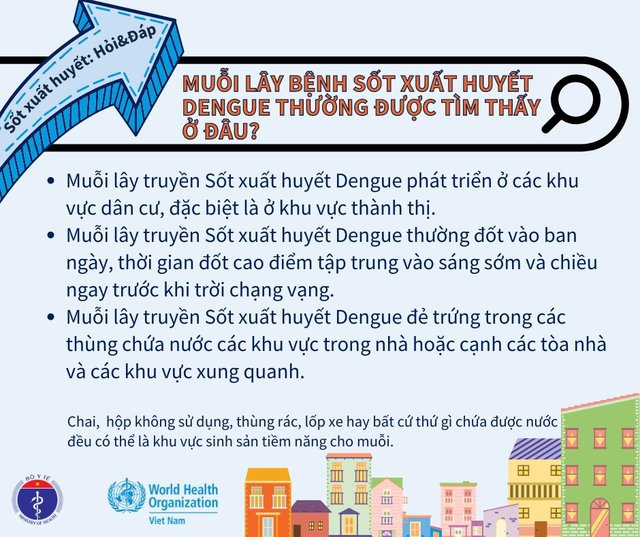 Sốt xuất huyết: Hỏi&Đáp
MUỖI LÂY BỆNH SỐT XUẤT HUYẾT
DENGUE THƯỜNG ĐƯỢC TÌM THẤY
Ở ĐÂU?
• Muỗi lây truyền Sốt xuất huyết Dengue phát triển ở các khu
vực dân cư, đặc biệt là ở khu vực thành thị.
• Muỗi lây truyền Sốt xuất huyết Dengue thường đốt vào ban
ngày, thời gian đốt cao điểm tập trung vào sáng sớm và chiều
ngay trước khi trời chạng vạng.
• Muỗi lây truyền Sốt xuất huyết Dengue đẻ trứng trong các
thùng chứa nước các khu vực trong nhà hoặc cạnh các tòa nhà
và các khu vực xung quanh.
Chai, hộp không sử dụng, thùng rác, lốp xe hay bất cứ thứ gì chứa được nước
đều có thể là khu vực sinh sản tiềm năng cho muỗi.
BỘ Y TẾ
MINISTRY OF HEALTH
World Health
Organization
Viet Nam